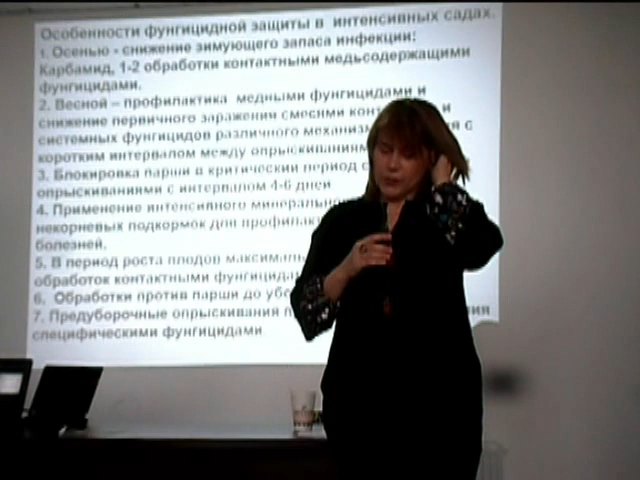 Особенности фунгицидной защиты в интенсивных садах.
1. Осенью - снижение зимующего запаса инфекции:
Карбамид, 1-2 обработки контактными медьсодержащими
фунгицидами.
2. Весной – профилактика медными фунгицидами и
снижение первичного заражения смесями и
системных фунгицидов различного с
коротким интервалом между
3. Блокировка парши в критический период с
опрыскиваниями с интервалом 4-6 дней
4. Применение интенсивного
некорневых подкормок для
болезней.
5. В период роста плодов
обработок контактными
6. Обработки против парши до
7. Предуборочные опрыскивания
специфическими фунгицидами